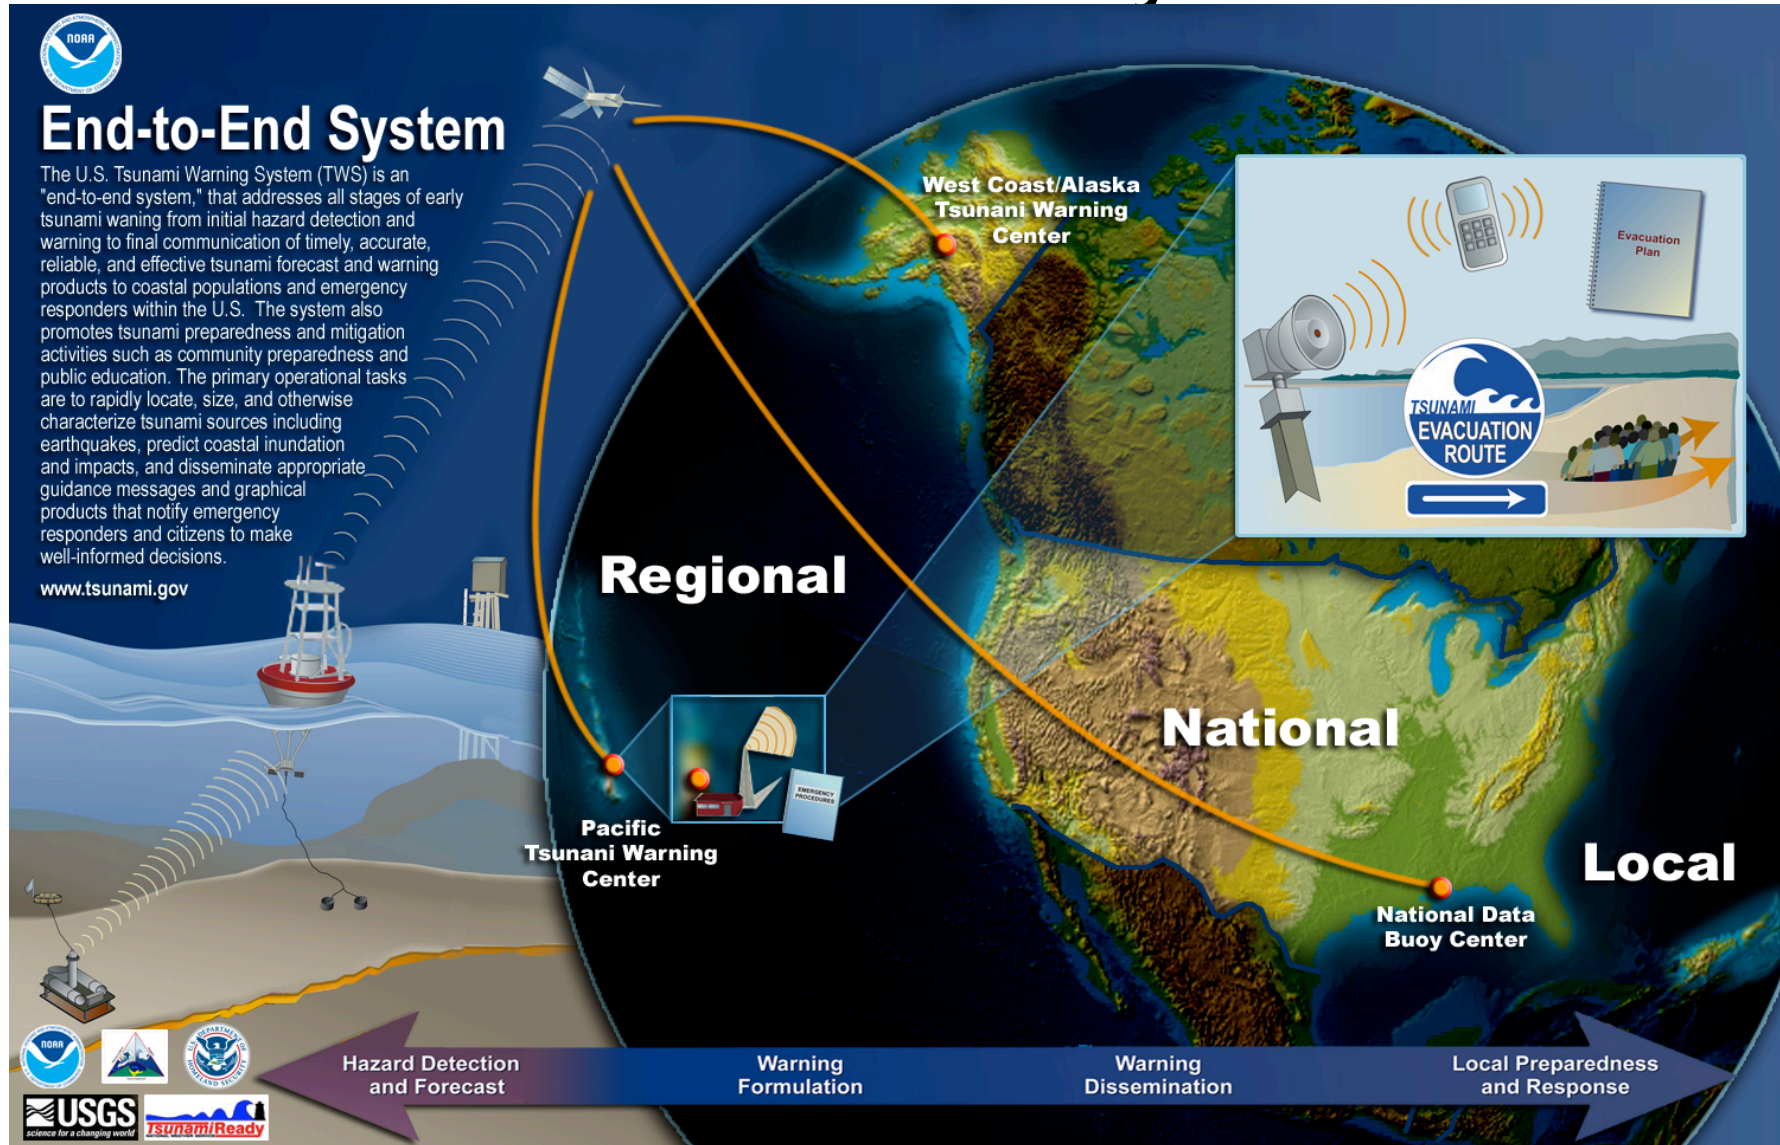 NOAA
End-to-End System
The U.S. Tsunami Warning System (TWS) is an
"end-to-end system," that addresses all stages of early
tsunami waning from initial hazard detection and
warning to final communication of timely, accurate,
reliable, and effective tsunami forecast and warning
products to coastal populations and emergency
responders within the U.S. The system also
promotes tsunami preparedness and mitigation
activities such as community preparedness and
public education. The primary operational tasks
are to rapidly locate, size, and otherwise
characterize tsunami sources including
earthquakes, predict coastal inundation
and impacts, and disseminate appropriate
guidance messages and graphical
products that notify emergency
responders and citizens to make
well-informed decisions.
www.tsunami.gov
West Coast/Alaska
Tsunani Warning
Center
Evacuation
Plan
TSUNAMI
EVACUATION
ROUTE
Regional
National
Local
EMERGENCY
PROCEDURES
Pacific
Tsunani Warning
Center
National Data
Buoy Center
Hazard Detection
and Forecast
Warning
Formulation
Warning
Dissemination
Local Preparedness
and Response
NOAA
U.S. DEPARTMENT OF
HOMELAND SECURITY
USGS
science for a changing world
TsunamiReady
NATIONAL WEATHER SERVICE